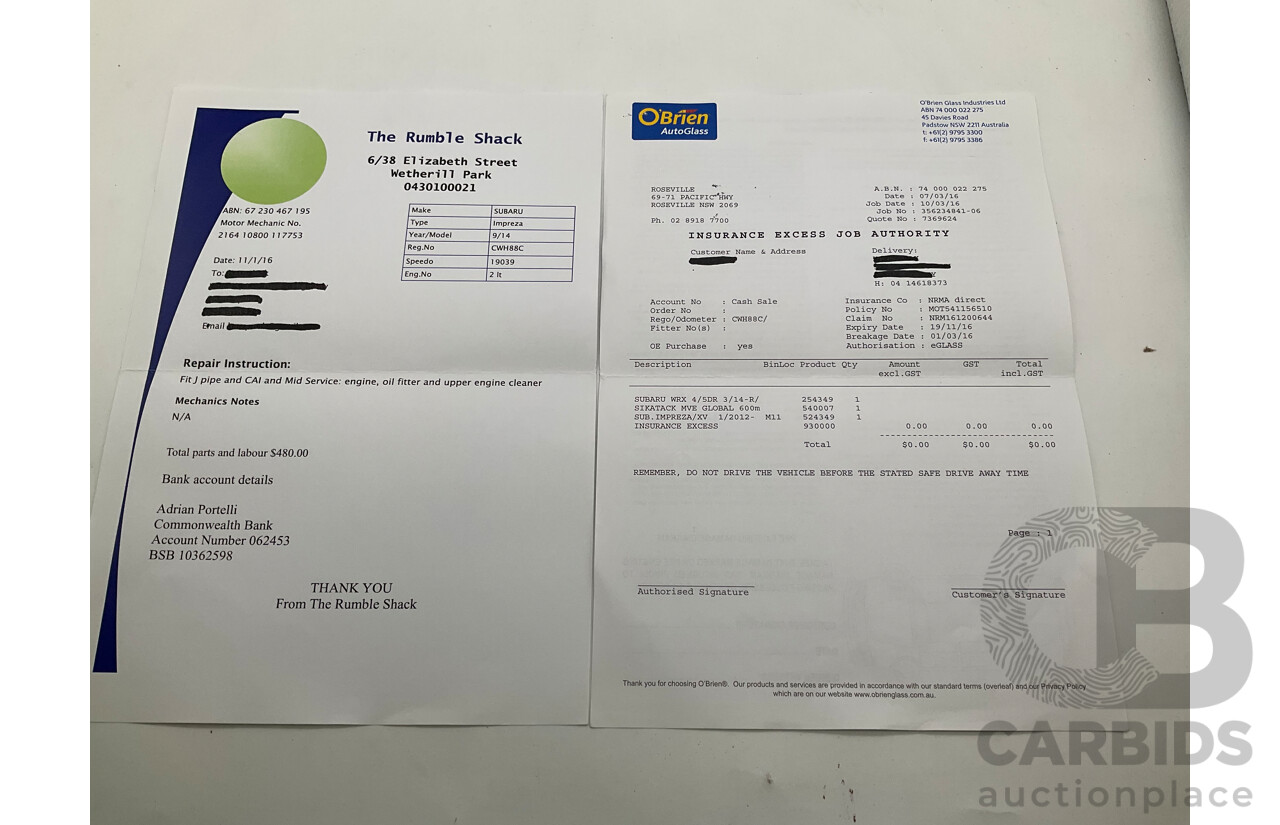 The Rumble Shack
6/38 Elizabeth Street
Wetherill Park
0430100021
ABN: 67 230 467 195
Motor Mechanic No.
2164 10800 117753
Make SUBARU
Type Impreza
Year/Model 9/14
Reg.No CWH88C
Speedo 19039
Eng.No 2 lt
Date: 11/1/16
To:
Email
Repair Instruction:
Fit J pipe and CAI and Mid Service: engine, oil fitter and upper engine cleaner
Mechanics Notes
N/A
Total parts and labour $480.00
Bank account details
Adrian Portelli
Commonwealth Bank
Account Number 062453
BSB 10362598
THANK YOU
From The Rumble Shack
O'Brien
AutoGlass
O'Brien Glass Industries Ltd
ABN 74 000 022 275
45 Davies Road
Padstow NSW 2211 Australia
t: +61(2) 9795 3300
f: +61(2) 9795 3386
ROSEVILLE
69-71 PACIFIC HWY
ROSEVILLE NSW 2069
Ph. 02 8918 7700
A.B.N. : 74 000 022 275
Date : 07/03/16
Job Date : 10/03/16
Job No : 356234841-06
Quote No : 7369624
INSURANCE EXCESS JOB AUTHORITY
Customer Name & Address
Delivery:
H: 04 14618373
Account No : Cash Sale
Order No :
Rego/Odometer : CWH88C/
Fitter No(s) :
OE Purchase : yes
Insurance Co : NRMA direct
Policy No : MOT541156510
Claim No : NRM161200644
Expiry Date : 19/11/16
Breakage Date : 01/03/16
Authorisation : eGLASS
Description BinLoc Product Qty Amount GST Total
excl.GST incl.GST
SUBARU WRX 4/5DR 3/14-R/ 254349 1
SIKATACK MVE GLOBAL 600m 540007 1
SUB.IMPREZA/XV 1/2012- M11 524349 1
INSURANCE EXCESS 930000 0.00 0.00 0.00
Total $0.00 $0.00 $0.00
REMEMBER, DO NOT DRIVE THE VEHICLE BEFORE THE STATED SAFE DRIVE AWAY TIME
Page : 1
Authorised Signature
Customer's Signature
Thank you for choosing O'Brien®. Our products and services are provided in accordance with our standard terms (overleaf) and our Privacy Policy
which are on our website www.obrienglass.com.au.
CB
CARBIDS
auctionplace